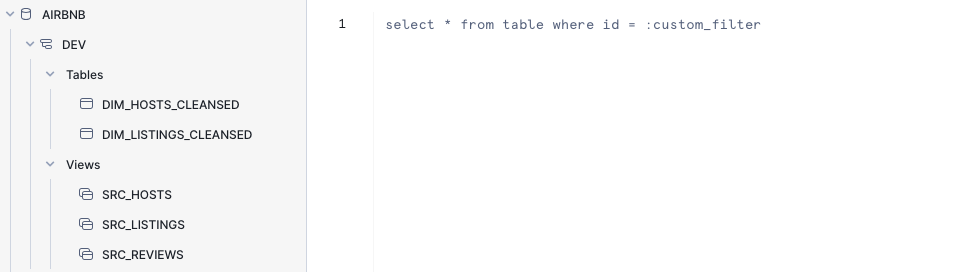 AIRBNB
DEV
Tables
DIM_HOSTS_CLEANSED
DIM_LISTINGS_CLEANSED
Views
SRC_HOSTS
SRC_LISTINGS
SRC_REVIEWS
1 select * from table where id = :custom_filter